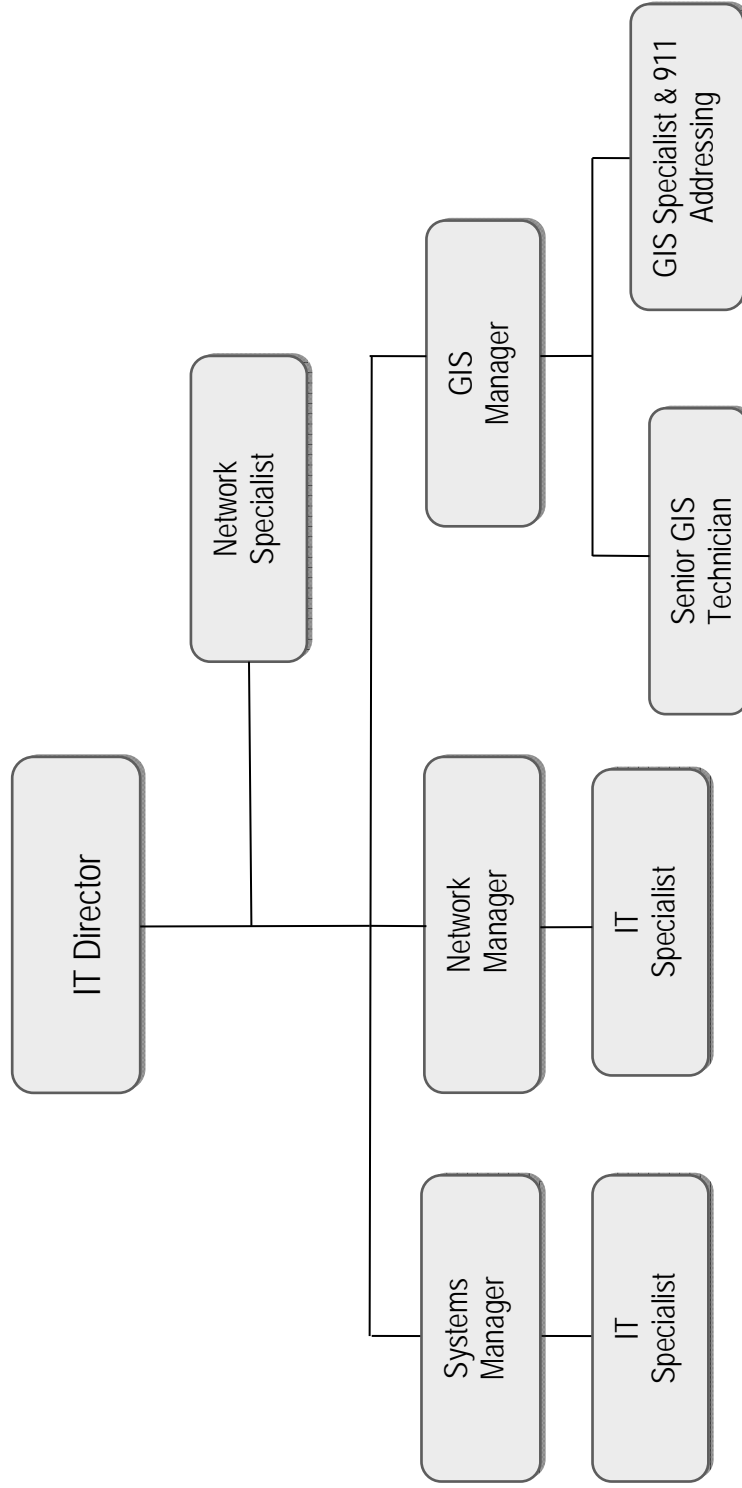 IT Director
Network
Specialist
Systems
Manager
Network
Manager
GIS
Manager
IT
Specialist
IT
Specialist
Senior GIS
Technician
GIS Specialist & 911
Addressing